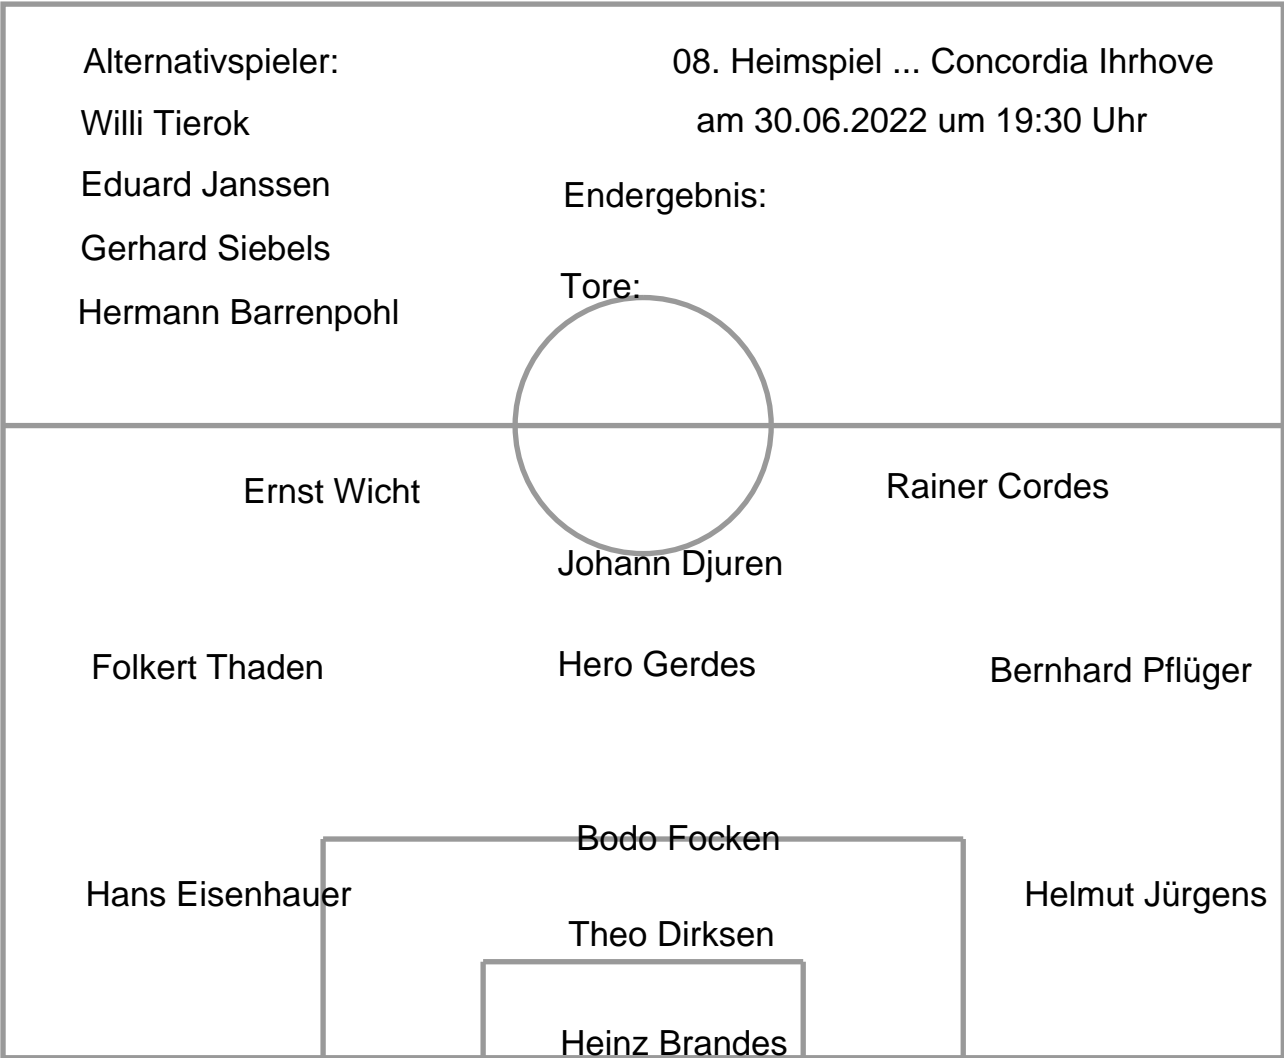 Alternativspieler:
08. Heimspiel ... Concordia Ihrhove
Willi Tierok
am 30.06.2022 um 19:30 Uhr
Eduard Janssen
Endergebnis:
Gerhard Siebels
Tore:
Hermann Barrenpohl
Ernst Wicht
Rainer Cordes
Johann Djuren
Folkert Thaden
Hero Gerdes
Bernhard Pflüger
Bodo Focken
Hans Eisenhauer
Helmut Jürgens
Theo Dirksen
Heinz Brandes